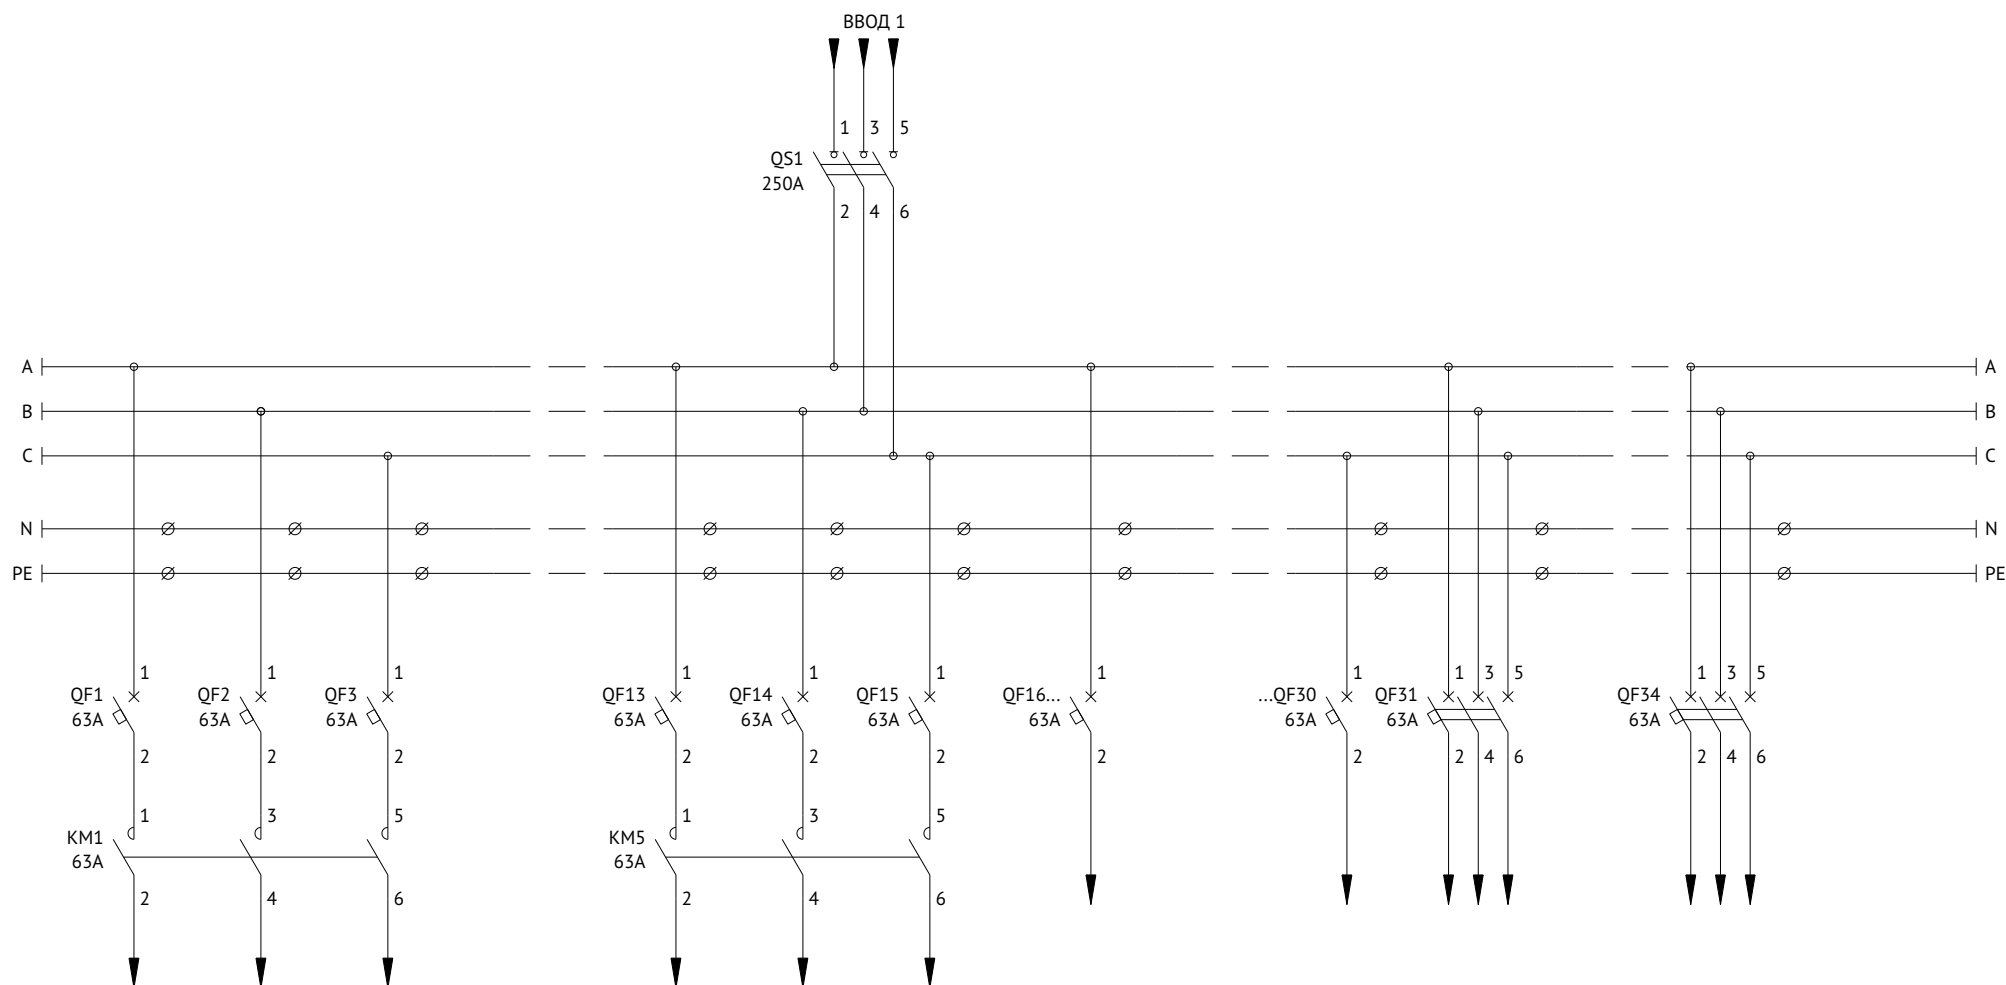 ВВОД 1
1 3 5
QS1
250A
2 4 6
A A
B B
C C
N N
PE PE
1 1 1 1 1 1 1 1 1 3 5 1 3 5
QF1 QF2 QF3 QF13 QF14 QF15 QF16... ...QF30 QF31 QF34
63A 63A 63A 63A 63A 63A 63A 63A 63A 63A
2 2 2 2 2 2 2 2 2 4 6 2 4 6
1 3 5 1 3 5
KM1 KM5
63A 63A
2 4 6 2 4 6